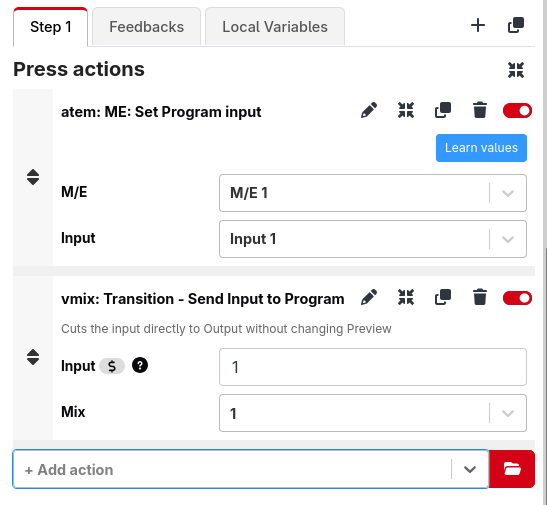 Step 1 Feedbacks Local Variables
Press actions
atem: ME: Set Program input
Learn values
M/E M/E 1
Input Input 1
vmix: Transition - Send Input to Program
Cuts the input directly to Output without changing Preview
Input $ ? 1
Mix 1
+ Add action